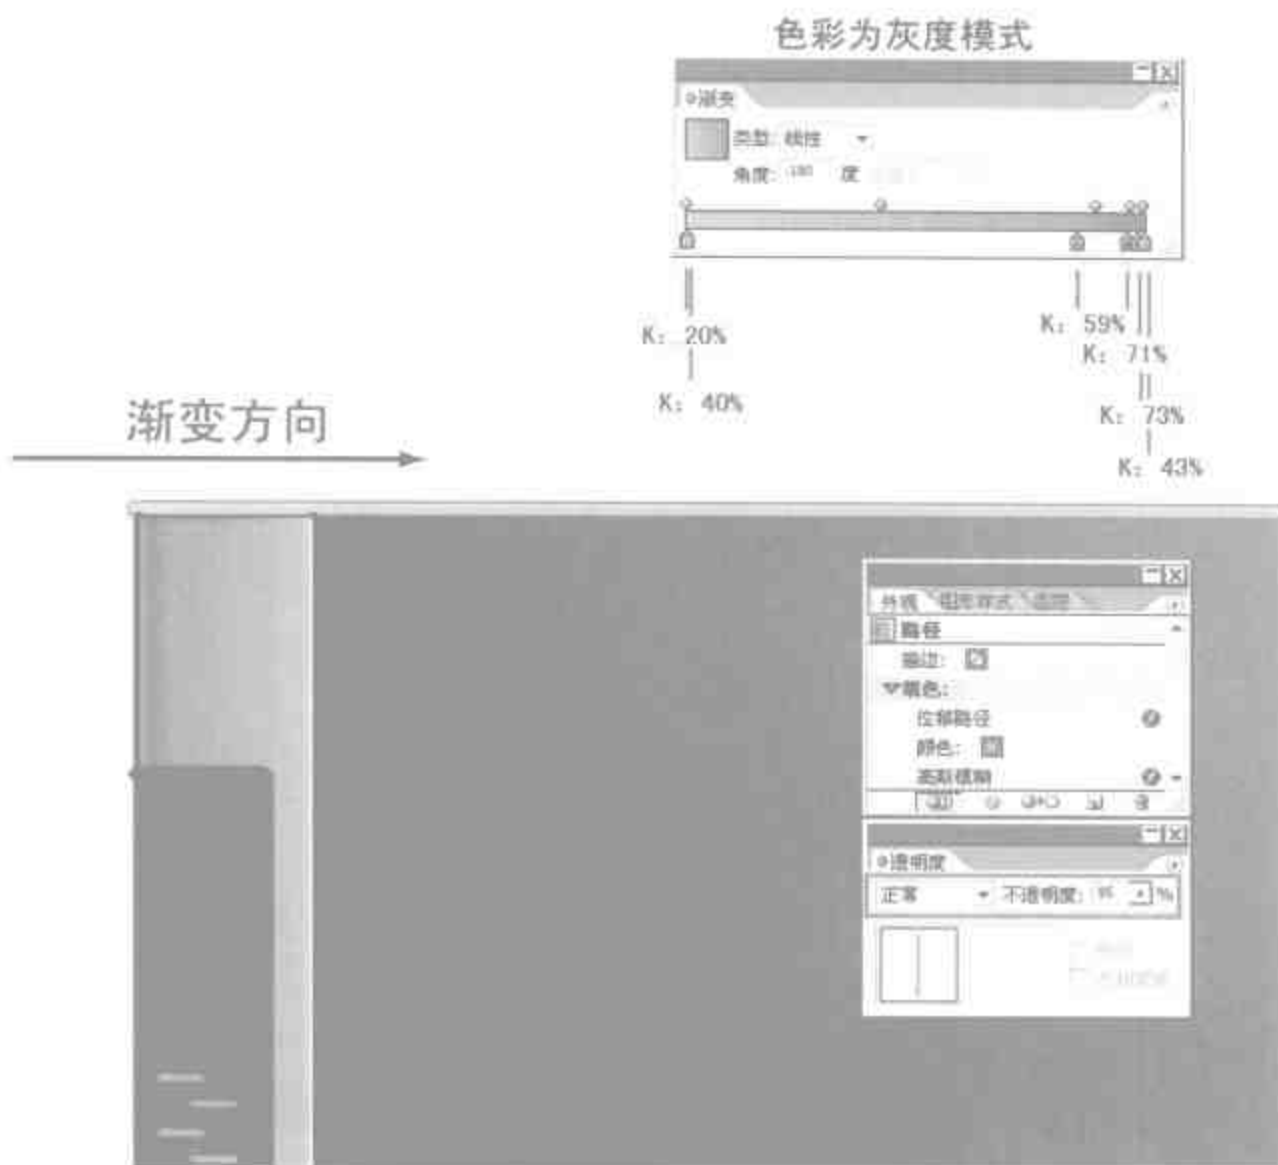 色彩为灰度模式
渐变
类型: 线性
角度: 180 度
K: 20%
K: 40%
K: 59%
K: 71%
K: 73%
K: 43%
渐变方向
外观 图形样式 图层
路径
描边:
填色:
位移路径
颜色:
高斯模糊
透明度
正常 不透明度: %